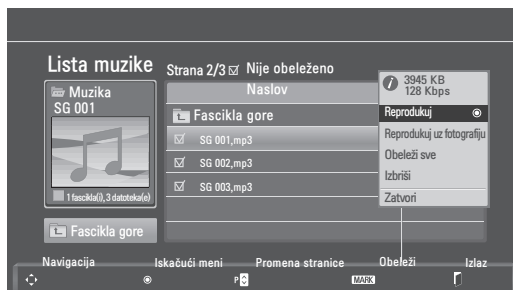 Lista muzike
Strana 2/3 Nije obeleženo
Muzika
SG 001
1 fascikla(i), 3 datoteka(e)
Fascikla gore
Naslov
Fascikla gore
SG 001,mp3
SG 002,mp3
SG 003,mp3
3945 KB
128 Kbps
Reprodukuj
Reprodukuj uz fotografiju
Obeleži sve
Izbriši
Zatvori
Navigacija Iskačući meni Promena stranice Obeleži Izlaz
P MARK